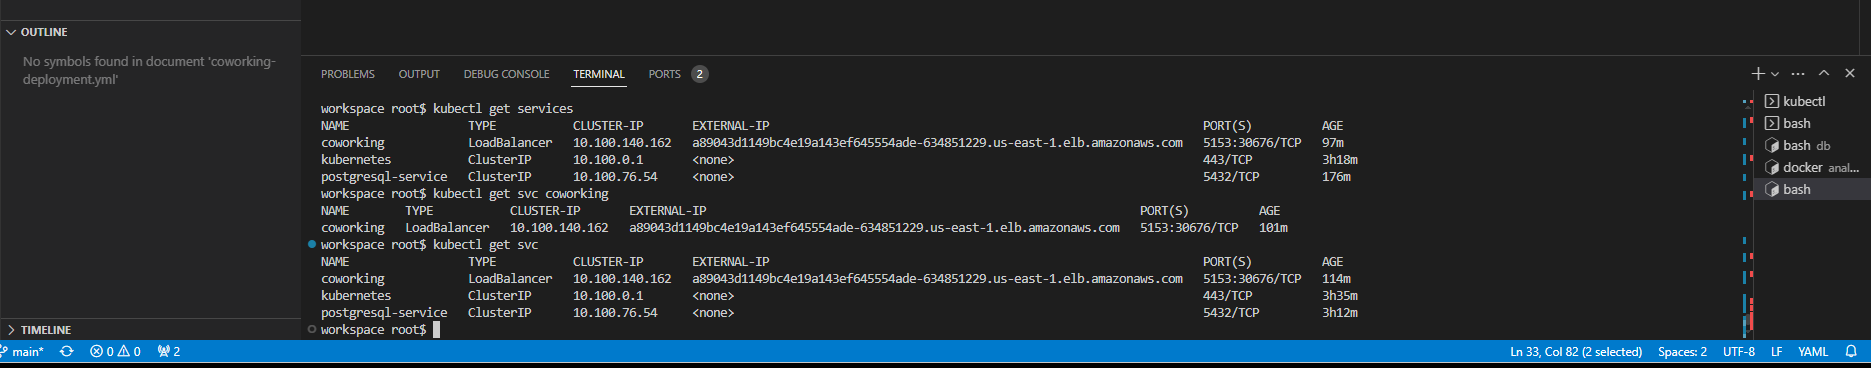 OUTLINE
No symbols found in document 'coworking-
deployment.yml'
TIMELINE
PROBLEMS OUTPUT DEBUG CONSOLE TERMINAL PORTS 2
workspace root$ kubectl get services
NAME TYPE CLUSTER-IP EXTERNAL-IP PORT(S) AGE
coworking LoadBalancer 10.100.140.162 a89043d1149bc4e19a143ef645554ade-634851229.us-east-1.elb.amazonaws.com 5153:30676/TCP 97m
kubernetes ClusterIP 10.100.0.1 <none> 443/TCP 3h18m
postgresql-service ClusterIP 10.100.76.54 <none> 5432/TCP 176m
workspace root$ kubectl get svc coworking
NAME TYPE CLUSTER-IP EXTERNAL-IP PORT(S) AGE
coworking LoadBalancer 10.100.140.162 a89043d1149bc4e19a143ef645554ade-634851229.us-east-1.elb.amazonaws.com 5153:30676/TCP 101m
workspace root$ kubectl get svc
NAME TYPE CLUSTER-IP EXTERNAL-IP PORT(S) AGE
coworking LoadBalancer 10.100.140.162 a89043d1149bc4e19a143ef645554ade-634851229.us-east-1.elb.amazonaws.com 5153:30676/TCP 114m
kubernetes ClusterIP 10.100.0.1 <none> 443/TCP 3h35m
postgresql-service ClusterIP 10.100.76.54 <none> 5432/TCP 3h12m
workspace root$
kubectl
bash
bash db
docker anal...
bash
main* 0 0 2 Ln 33, Col 82 (2 selected) Spaces: 2 UTF-8 LF YAML